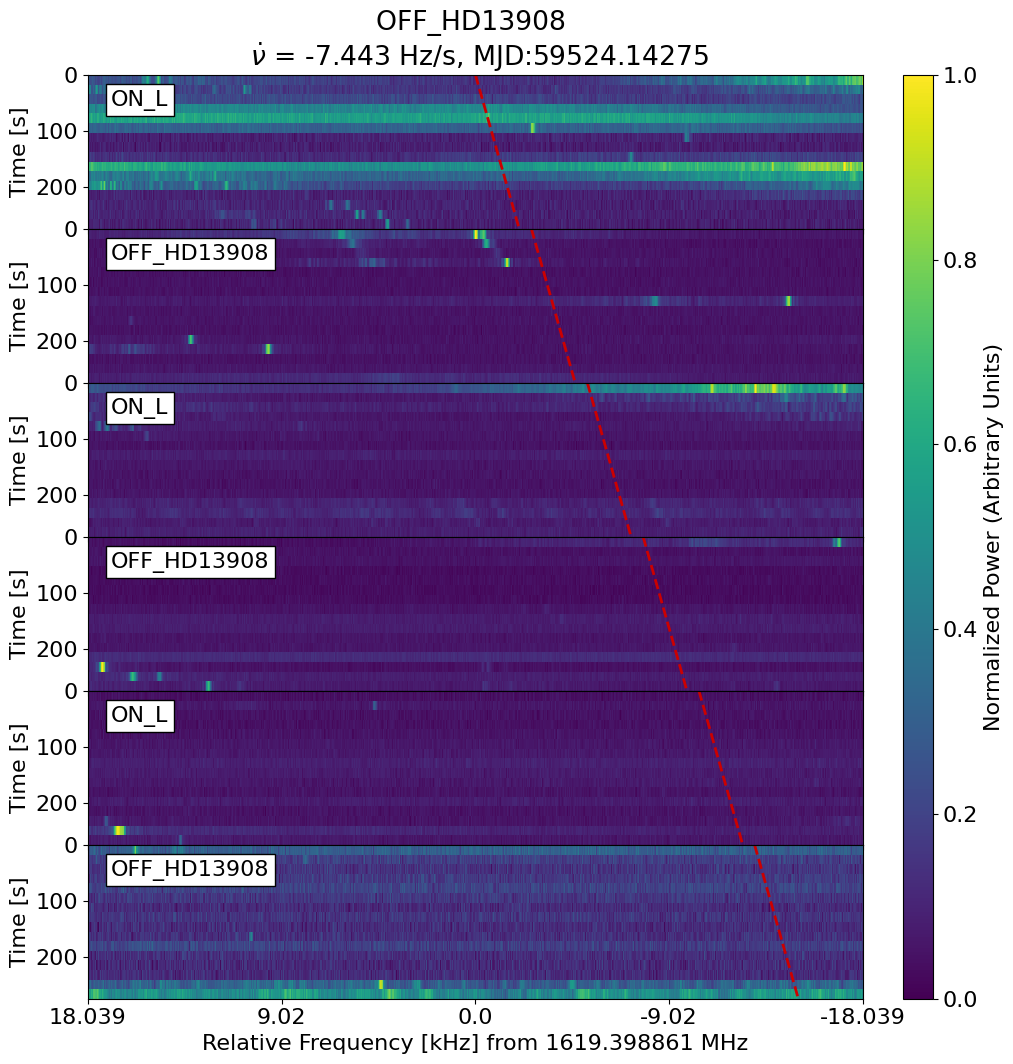 OFF_HD13908
ν̇ = -7.443 Hz/s, MJD:59524.14275
ON_L
OFF_HD13908
ON_L
OFF_HD13908
ON_L
OFF_HD13908
Time [s]
0
100
200
Time [s]
0
100
200
Time [s]
0
100
200
Time [s]
0
100
200
Time [s]
0
100
200
Time [s]
0
100
200
18.039 9.02 0.0 -9.02 -18.039
Relative Frequency [kHz] from 1619.398861 MHz
1.0
0.8
0.6
0.4
0.2
0.0
Normalized Power (Arbitrary Units)